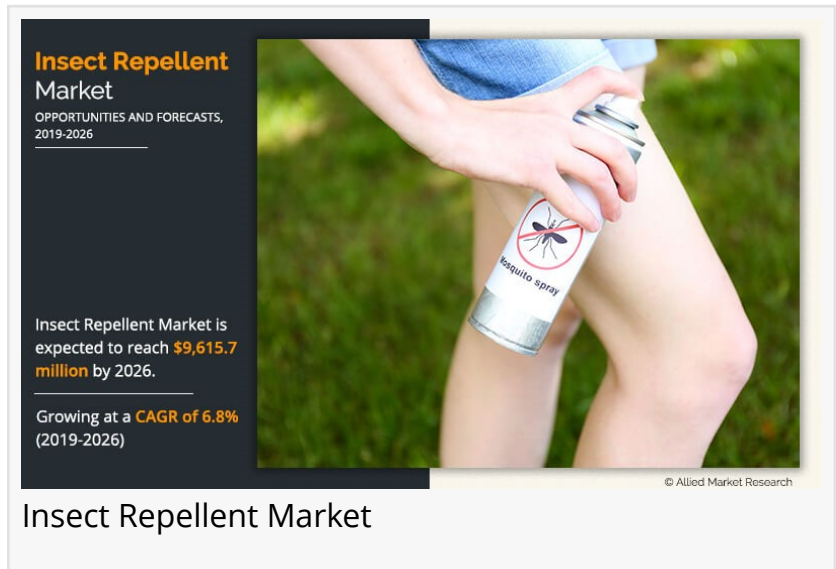 Insect Repellent
Market
OPPORTUNITIES AND FORECASTS,
2019-2026
Insect Repellent Market is
expected to reach $9,615.7
million by 2026.
Growing at a CAGR of 6.8%
(2019-2026)
Mosquito spray
© Allied Market Research
Insect Repellent Market